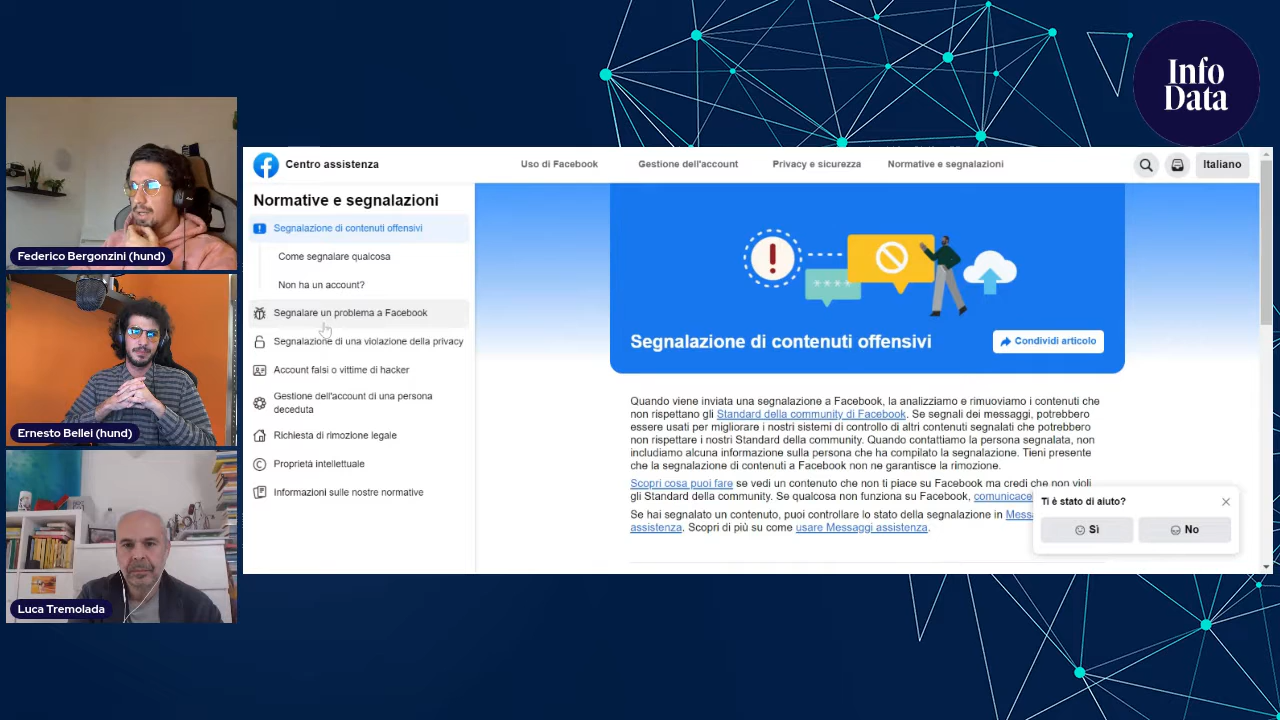 Info
Data
Federico Bergonzini (hund)
Ernesto Bellei (hund)
Luca Tremolada
Centro assistenza
Uso di Facebook
Gestione dell'account
Privacy e sicurezza
Normative e segnalazioni
Italiano
Normative e segnalazioni
Segnalazione di contenuti offensivi
Come segnalare qualcosa
Non ha un account?
Segnalare un problema a Facebook
Segnalazione di una violazione della privacy
Account falsi o vittime di hacker
Gestione dell'account di una persona
deceduta
Richiesta di rimozione legale
Proprietà intellettuale
Informazioni sulle nostre normative
****
Segnalazione di contenuti offensivi
Condividi articolo
Quando viene inviata una segnalazione a Facebook, la analizziamo e rimuoviamo i contenuti che
non rispettano gli Standard della community di Facebook. Se segnali dei messaggi, potrebbero
essere usati per migliorare i nostri sistemi di controllo di altri contenuti segnalati che potrebbero
non rispettare i nostri Standard della community. Quando contattiamo la persona segnalata, non
includiamo alcuna informazione sulla persona che ha compilato la segnalazione. Tieni presente
che la segnalazione di contenuti a Facebook non ne garantisce la rimozione.
Scopri cosa puoi fare se vedi un contenuto che non ti piace su Facebook ma credi che non violi
gli Standard della community. Se qualcosa non funziona su Facebook, comunicacel
Se hai segnalato un contenuto, puoi controllare lo stato della segnalazione in Mess
assistenza. Scopri di più su come usare Messaggi assistenza.
Ti è stato di aiuto?
Sì
No